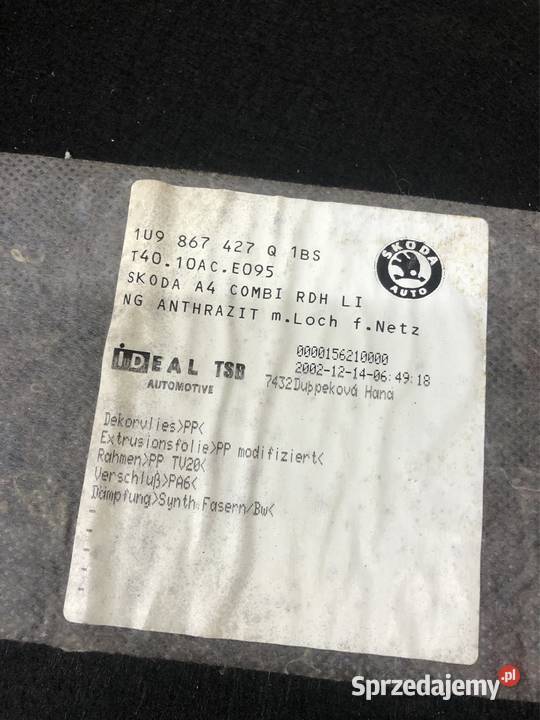 1U9 867 427 Q 1BS
T40.10AC.E095
SKODA A4 COMBI RDH LI
NG ANTHRAZIT m.Loch f.Netz
ŠKODA
AUTO
0000156210000
2002-12-14-06:49:18
7432Duppeková Hana
iDEAL TSB
AUTOMOTIVE
Dekorvlies>PP<
Extrusionsfolie>PP modifiziert<
Rahmen>PP TV20<
Verschluß>PA6<
Dämpfung>Synth.Fasern/Bw<
Sprzedajemy.pl